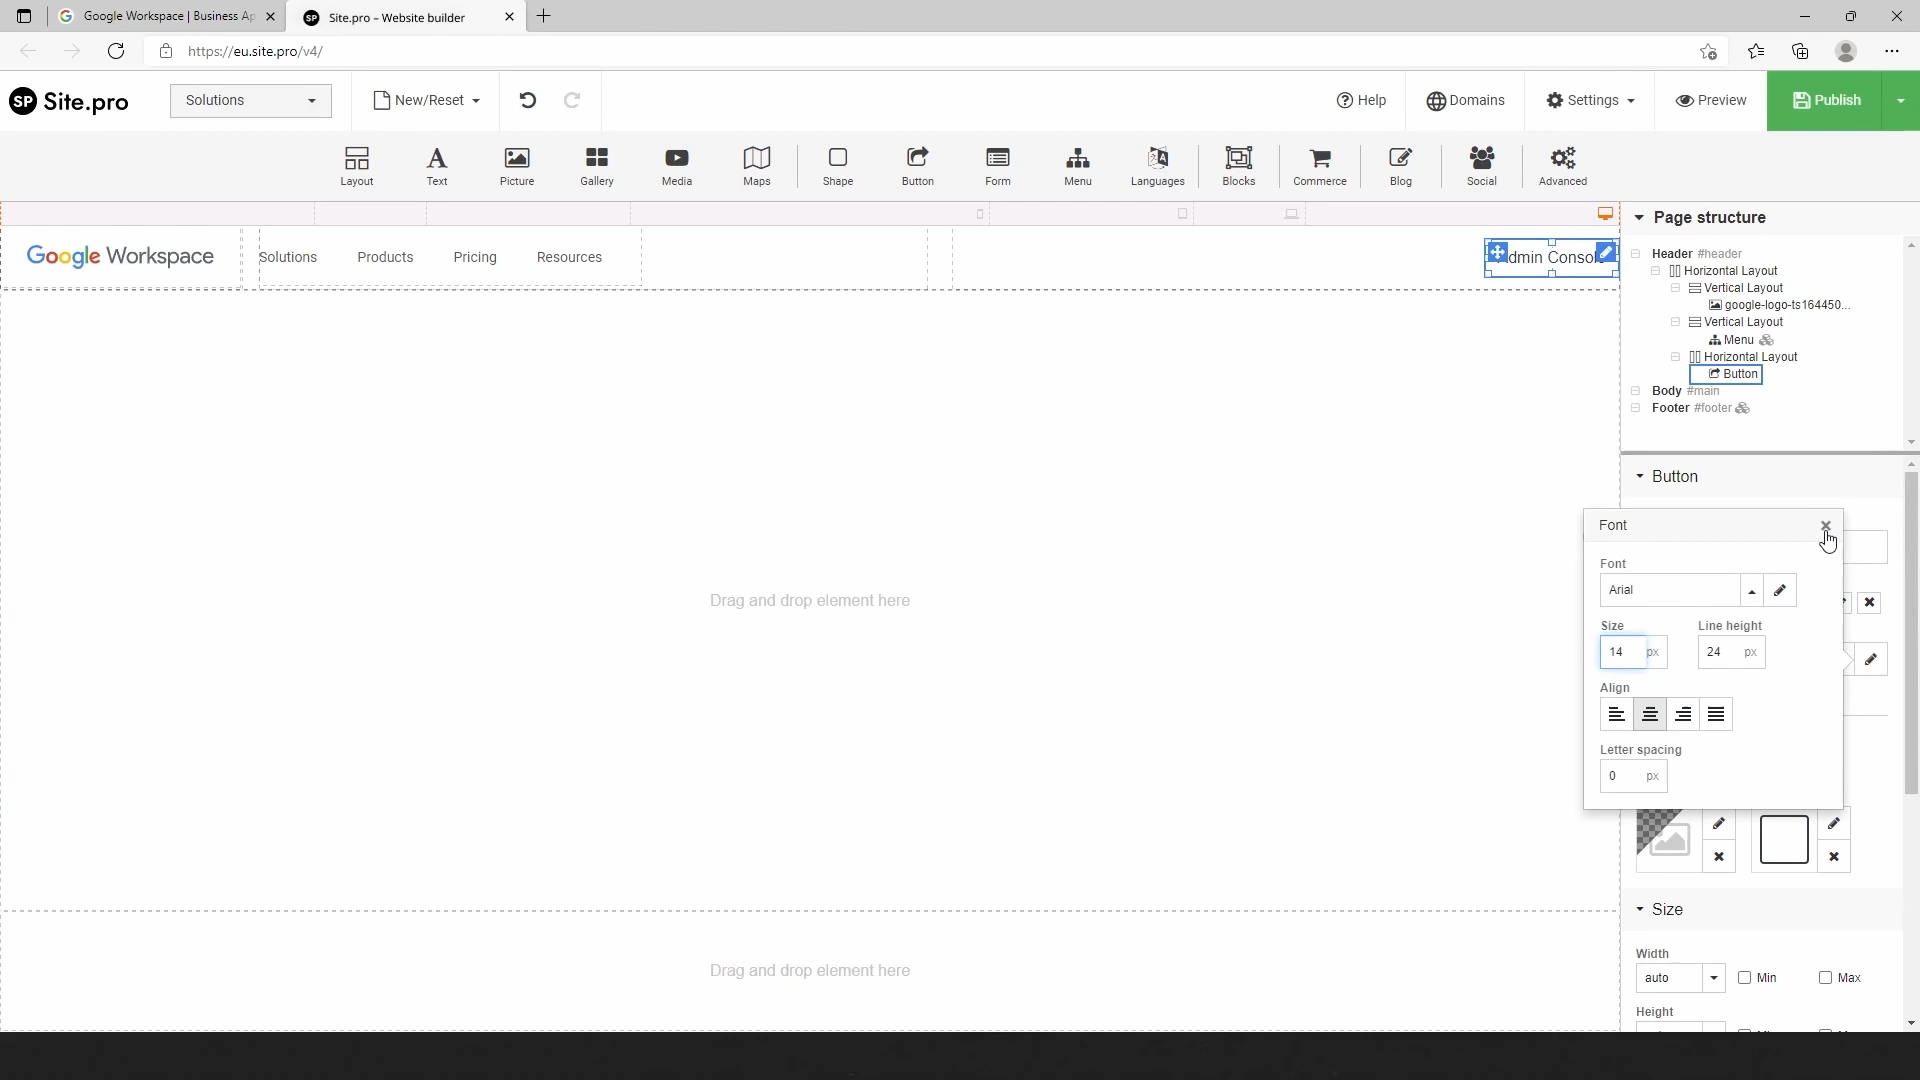 Google Workspace | Business Ap
Site.pro – Website builder
https://eu.site.pro/v4/
SP Site.pro
Solutions
New/Reset
Help
Domains
Settings
Preview
Publish
Layout
Text
Picture
Gallery
Media
Maps
Shape
Button
Form
Menu
Languages
Blocks
Commerce
Blog
Social
Advanced
Google Workspace
Solutions Products Pricing Resources
dmin Consol
Drag and drop element here
Drag and drop element here
Page structure
Header #header
Horizontal Layout
Vertical Layout
google-logo-ts164450...
Vertical Layout
Menu
Horizontal Layout
Button
Body #main
Footer #footer
Button
Font
Font
Arial
Size Line height
14 px 24 px
Align
Letter spacing
0 px
Size
Width
auto Min Max
Height